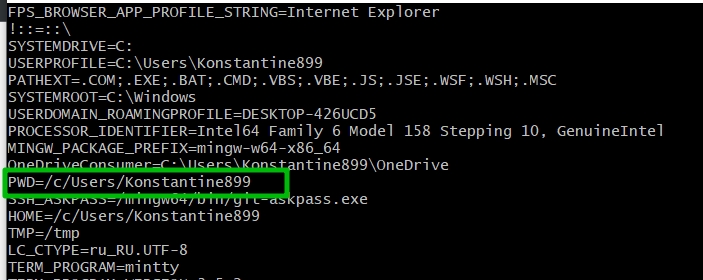 FPS_BROWSER_APP_PROFILE_STRING=Internet Explorer
!::=::\
SYSTEMDRIVE=C:
USERPROFILE=C:\Users\Konstantine899
PATHEXT=.COM;.EXE;.BAT;.CMD;.VBS;.VBE;.JS;.JSE;.WSF;.WSH;.MSC
SYSTEMROOT=C:\Windows
USERDOMAIN_ROAMINGPROFILE=DESKTOP-426UCD5
PROCESSOR_IDENTIFIER=Intel64 Family 6 Model 158 Stepping 10, GenuineIntel
MINGW_PACKAGE_PREFIX=mingw-w64-x86_64
OneDriveConsumer=C:\Users\Konstantine899\OneDrive
PWD=/c/Users/Konstantine899
SSH_ASKPASS=/mingw64/bin/git-askpass.exe
HOME=/c/Users/Konstantine899
TMP=/tmp
LC_CTYPE=ru_RU.UTF-8
TERM_PROGRAM=mintty